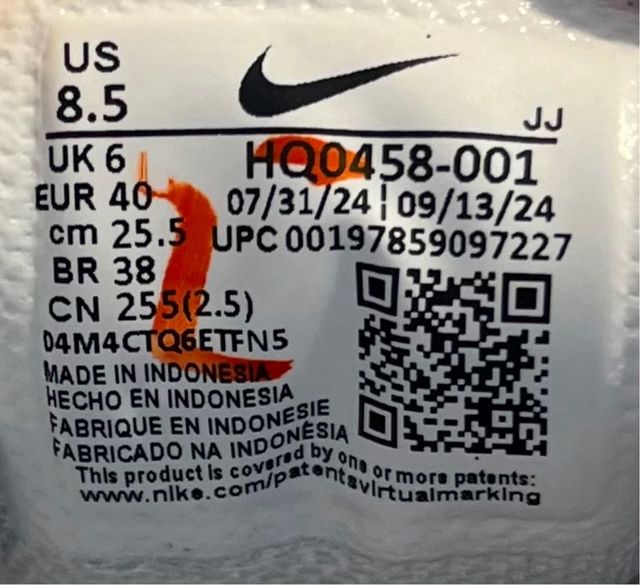 US
8.5
JJ
UK 6
HQ0458-001
EUR 40
07/31/24 | 09/13/24
cm 25.5
UPC 00197859097227
BR 38
CN 255(2.5)
04M4CTQ6ETFN5
MADE IN INDONESIA
HECHO EN INDONESIA
FABRIQUE EN INDONESIE
FABRICADO NA INDONÉSIA
This product is covered by one or more patents:
www.nike.com/patentsvirtualmarking